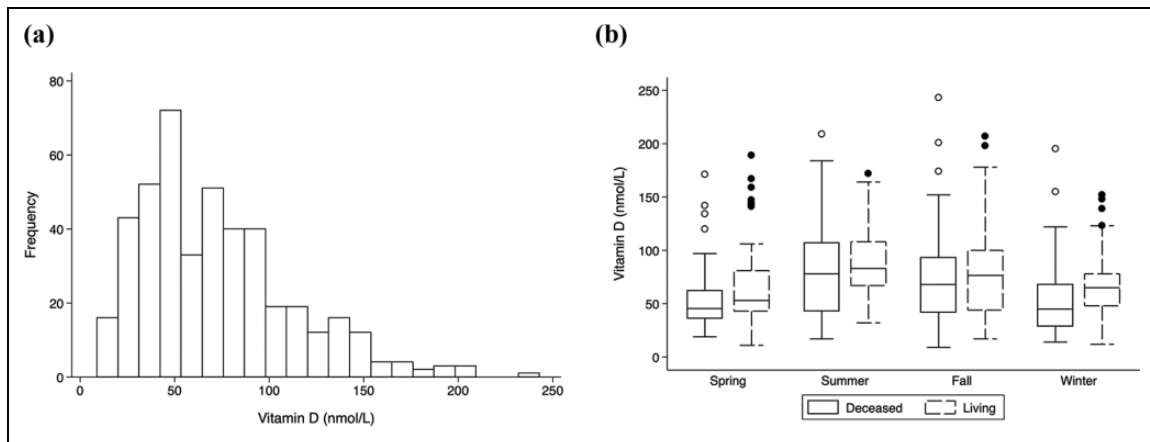 (a)
80
60
40
20
0
Frequency
0 50 100 150 200 250
Vitamin D (nmol/L)
(b)
250
200
150
100
50
0
Vitamin D (nmol/L)
Spring Summer Fall Winter
Deceased Living